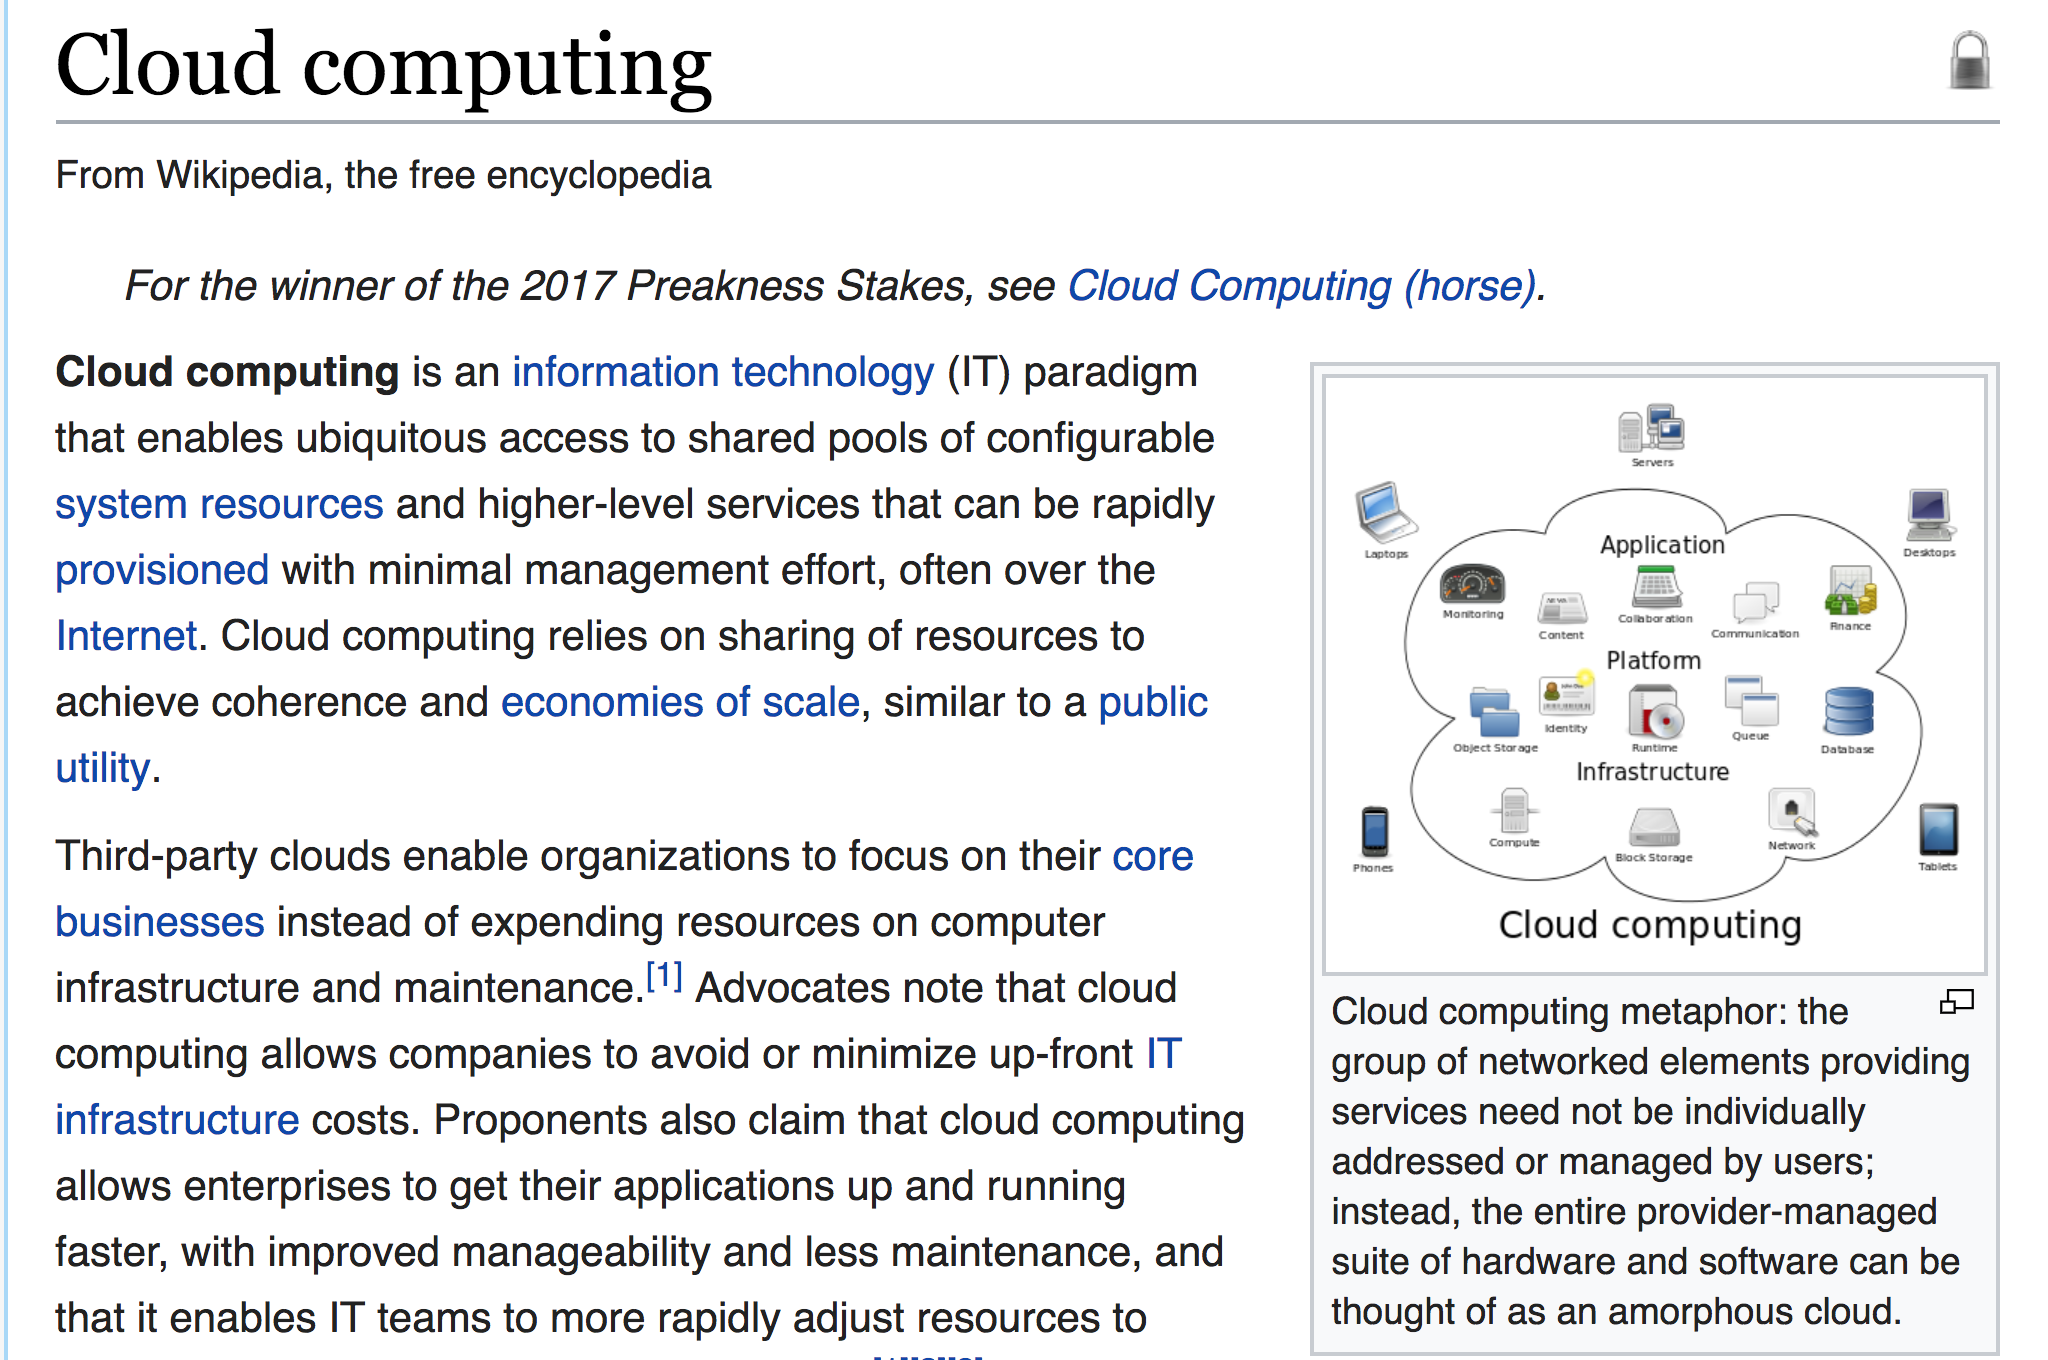 Cloud computing
From Wikipedia, the free encyclopedia
For the winner of the 2017 Preakness Stakes, see Cloud Computing (horse).
Cloud computing is an information technology (IT) paradigm
that enables ubiquitous access to shared pools of configurable
system resources and higher-level services that can be rapidly
provisioned with minimal management effort, often over the
Internet. Cloud computing relies on sharing of resources to
achieve coherence and economies of scale, similar to a public
utility.
Third-party clouds enable organizations to focus on their core
businesses instead of expending resources on computer
infrastructure and maintenance.[1] Advocates note that cloud
computing allows companies to avoid or minimize up-front IT
infrastructure costs. Proponents also claim that cloud computing
allows enterprises to get their applications up and running
faster, with improved manageability and less maintenance, and
that it enables IT teams to more rapidly adjust resources to
Servers
Laptops
Desktops
Application
Monitoring
Content
Collaboration
Communication
Finance
Platform
Object Storage
Identity
Runtime
Queue
Database
Infrastructure
Compute
Block Storage
Network
Phones
Tablets
Cloud computing
Cloud computing metaphor: the
group of networked elements providing
services need not be individually
addressed or managed by users;
instead, the entire provider-managed
suite of hardware and software can be
thought of as an amorphous cloud.